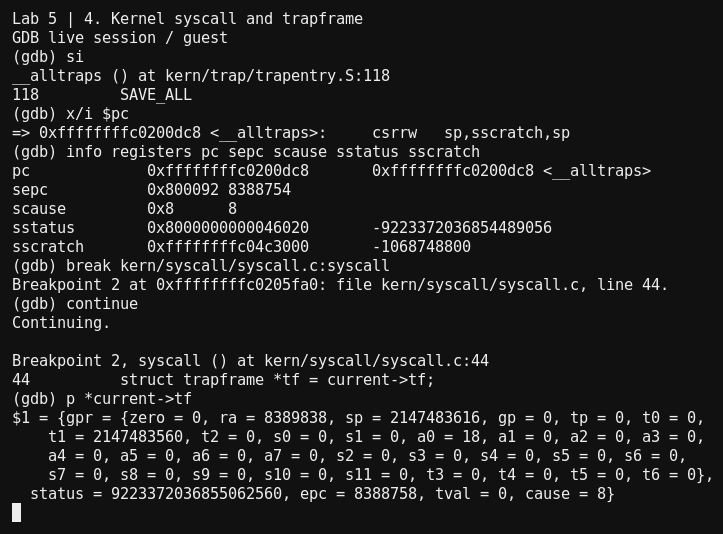 Lab 5 | 4. Kernel syscall and trapframe
GDB live session / guest
(gdb) si
__alltraps () at kern/trap/trapentry.S:118
118         SAVE_ALL
(gdb) x/i $pc
=> 0xffffffffc0200dc8 <__alltraps>:     csrrw   sp,sscratch,sp
(gdb) info registers pc sepc scause sstatus sscratch
pc             0xffffffffc0200dc8       0xffffffffc0200dc8 <__alltraps>
sepc           0x800092 8388754
scause         0x8      8
sstatus        0x8000000000046020       -9223372036854489056
sscratch       0xffffffffc04c3000       -1068748800
(gdb) break kern/syscall/syscall.c:syscall
Breakpoint 2 at 0xffffffffc0205fa0: file kern/syscall/syscall.c, line 44.
(gdb) continue
Continuing.

Breakpoint 2, syscall () at kern/syscall/syscall.c:44
44          struct trapframe *tf = current->tf;
(gdb) p *current->tf
$1 = {gpr = {zero = 0, ra = 8389838, sp = 2147483616, gp = 0, tp = 0, t0 = 0,
    t1 = 2147483560, t2 = 0, s0 = 0, s1 = 0, a0 = 18, a1 = 0, a2 = 0, a3 = 0,
    a4 = 0, a5 = 0, a6 = 0, a7 = 0, s2 = 0, s3 = 0, s4 = 0, s5 = 0, s6 = 0,
    s7 = 0, s8 = 0, s9 = 0, s10 = 0, s11 = 0, t3 = 0, t4 = 0, t5 = 0, t6 = 0},
  status = 9223372036855062560, epc = 8388758, tval = 0, cause = 8}